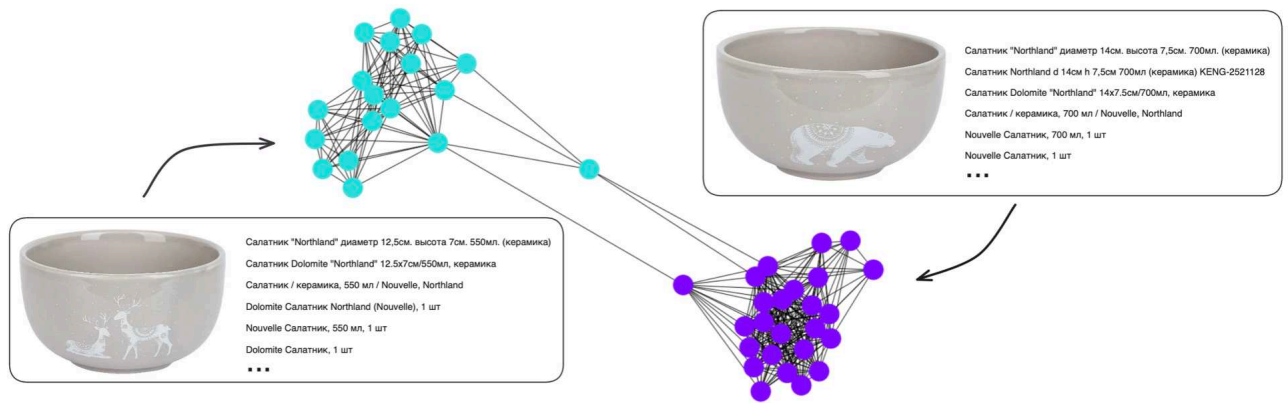 Салатник "Northland" диаметр 14см. высота 7,5см. 700мл. (керамика)
Салатник Northland d 14см h 7,5см 700мл (керамика) KENG-2521128
Салатник Dolomite "Northland" 14x7.5см/700мл, керамика
Салатник / керамика, 700 мл / Nouvelle, Northland
Nouvelle Салатник, 700 мл, 1 шт
Nouvelle Салатник, 1 шт
...
Салатник "Northland" диаметр 12,5см. высота 7см. 550мл. (керамика)
Салатник Dolomite "Northland" 12.5x7см/550мл, керамика
Салатник / керамика, 550 мл / Nouvelle, Northland
Dolomite Салатник Northland (Nouvelle), 1 шт
Nouvelle Салатник, 550 мл, 1 шт
Dolomite Салатник, 1 шт
...